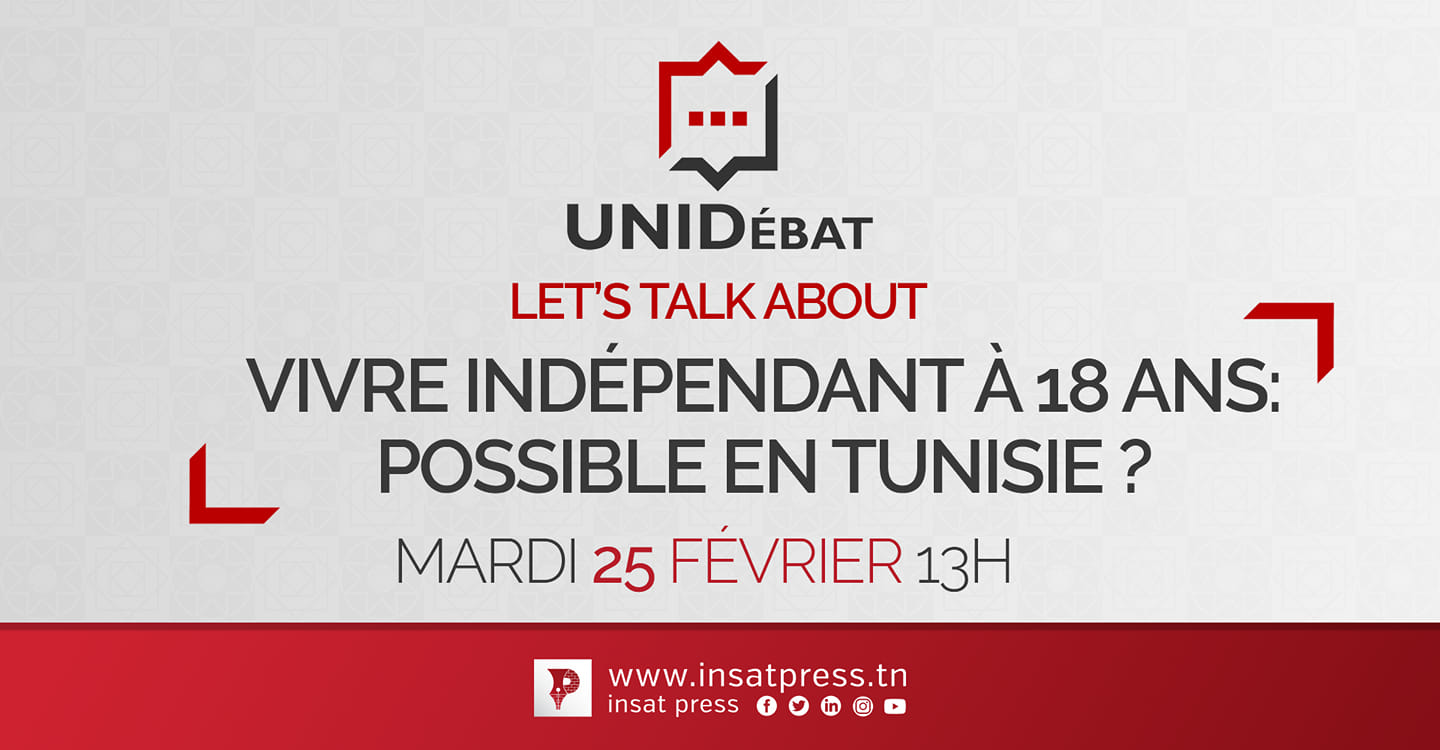 UNIDÉBAT
LET'S TALK ABOUT
VIVRE INDÉPENDANT À 18 ANS:
POSSIBLE EN TUNISIE ?
MARDI 25 FÉVRIER 13H
www.insatpress.tn
insat press